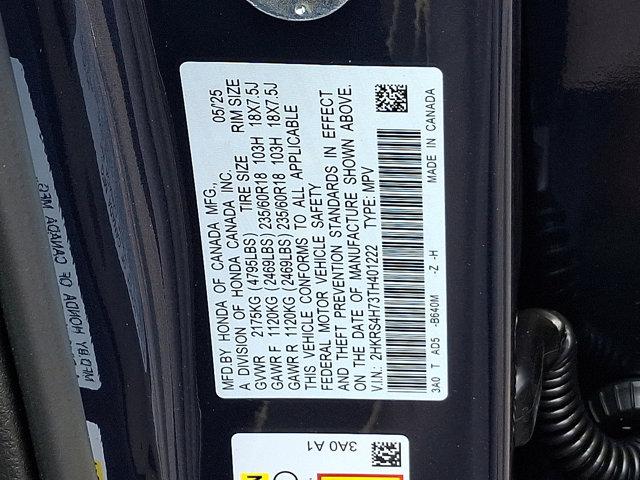 MFD.BY HONDA OF CANADA MFG., 05/'25
A DIVISION OF HONDA CANADA INC.
TIRE SIZE RIM SIZE
GVWR 2175KG (4795LBS)
GAWR F 1120KG (2469LBS) 235/60R18 103H 18X7.5J
GAWR R 1120KG (2469LBS) 235/60R18 103H 18X7.5J
THIS VEHICLE CONFORMS TO ALL APPLICABLE
FEDERAL MOTOR VEHICLE SAFETY
AND THEFT PREVENTION STANDARDS IN EFFECT
ON THE DATE OF MANUFACTURE SHOWN ABOVE.
V.I.N.: 2HKRS4H73TH401222 TYPE: MPV
3A0 T AD5 -B640M -Z -H MADE IN CANADA
3A0 A1